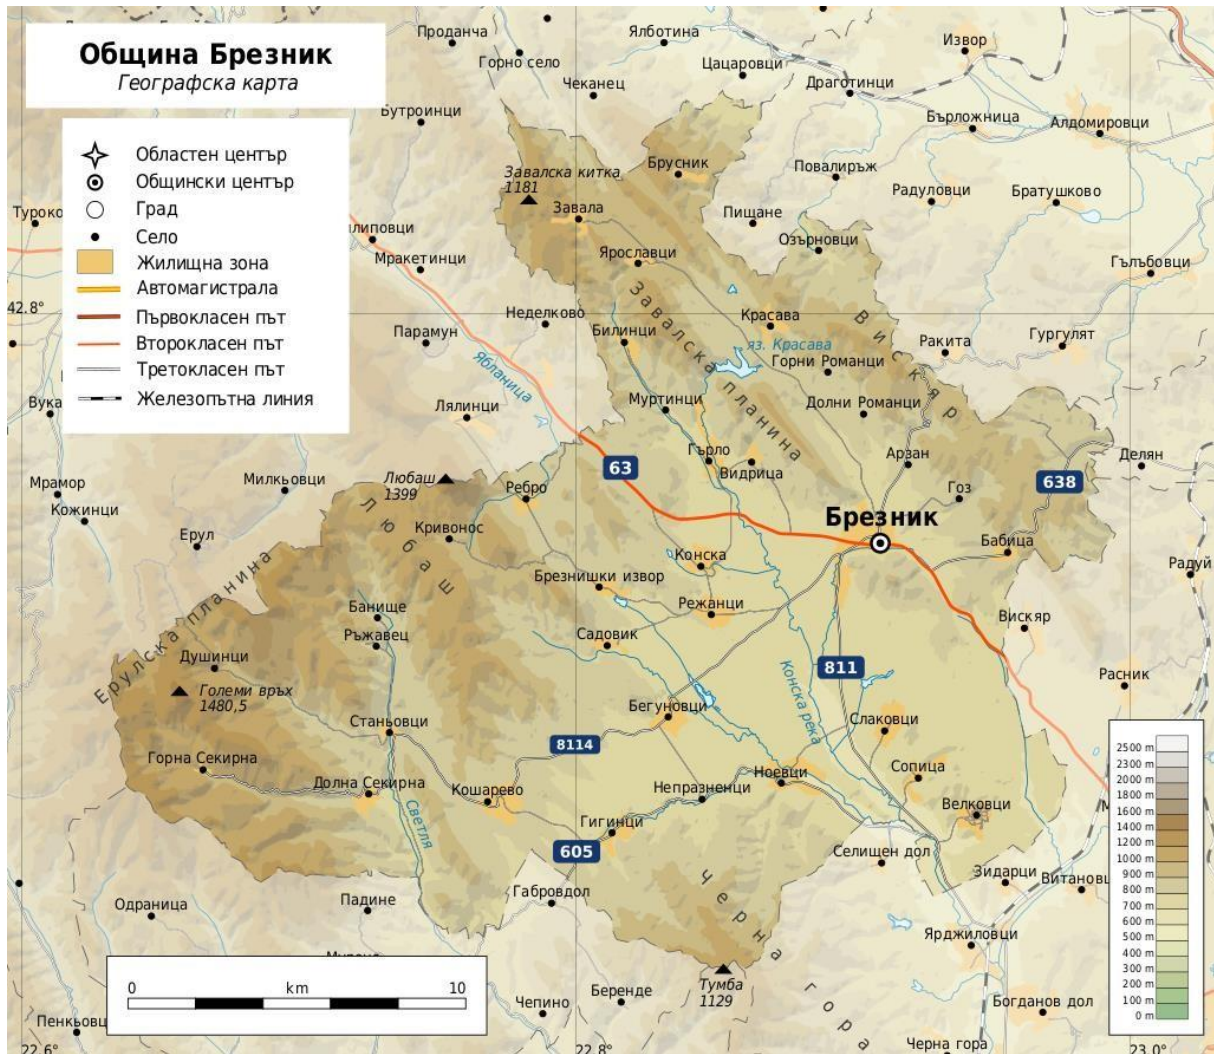 Община Брезник
Географска карта
Областен център
Общински център
Град
Село
Жилищна зона
Автомагистрала
Първокласен път
Второкласен път
Третокласен път
Железопътна линия
Проданча
Ялботина
Извор
Горно село
Цацаровци
Чеканец
Драготинци
Бутроинци
Бърложница
Алдомировци
Завалска китка
1181
Брусник
Повалиръж
Радуловци
Братушково
Туроко
Завала
Пищане
липовци
Озърновци
Мракетинци
Ярославци
Гълъбовци
42.8°
Завалска планина
Вискяр
Неделково
Красава
Парамун
Билинци
яз. Красава
Ракита
Гургулят
Ябланица
Горни Романци
Вука
Лялинци
Муртинци
Долни Романци
Гърло
Видрица
Арзан
Делян
63
638
Мрамор
Милкьовци
Любаш
1399
Ребро
Гоз
Кожинци
Любаш
Кривонос
Брезник
Ерул
Бабица
Конска
Радуй
Ерулска планина
Брезнишки извор
Банище
Режанци
Вискяр
Ръжавец
Садовик
Душинци
811
Расник
Големи връх
1480,5
Конска река
Бегуновци
Станьовци
Слаковци
8114
Горна Секирна
Ноевци
Сопица
Долна Секирна
Кошарево
Непразненци
Светля
Гигинци
Велковци
605
Селищен дол
Черна гора
Зидарци
Витановц
Габровдол
Одраница
Падине
Ярджиловци
Тумба
1129
Беренде
Чепино
Богданов дол
Пенкьовц
Черна гора
0 km 10
2500 m
2300 m
2000 m
1800 m
1600 m
1400 m
1200 m
1000 m
900 m
800 m
700 m
600 m
500 m
400 m
300 m
200 m
100 m
0 m
22.6°
22.8°
23.0°